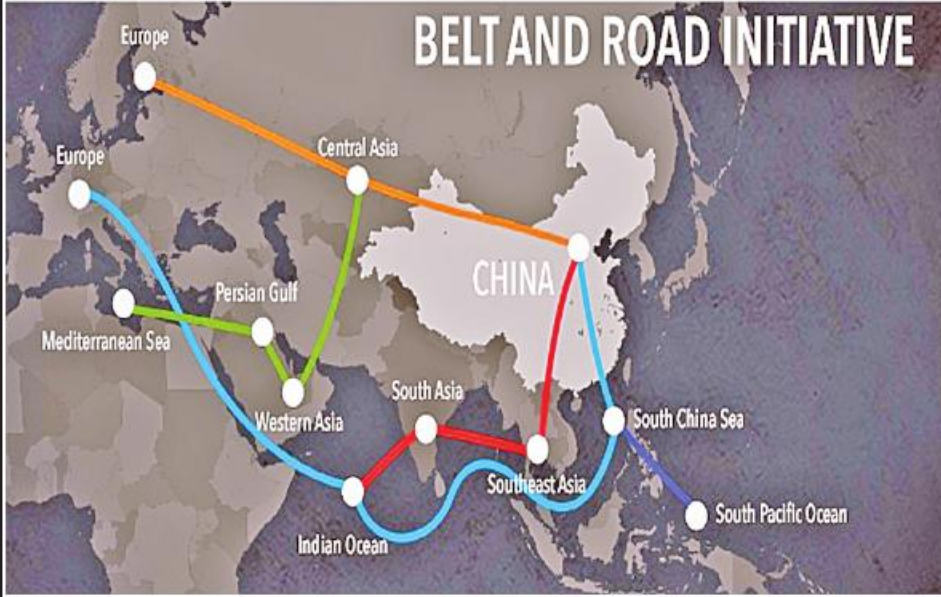 BELT AND ROAD INITIATIVE
Europe
Central Asia
Europe
CHINA
Persian Gulf
Mediterranean Sea
South Asia
Western Asia
South China Sea
Southeast Asia
South Pacific Ocean
Indian Ocean